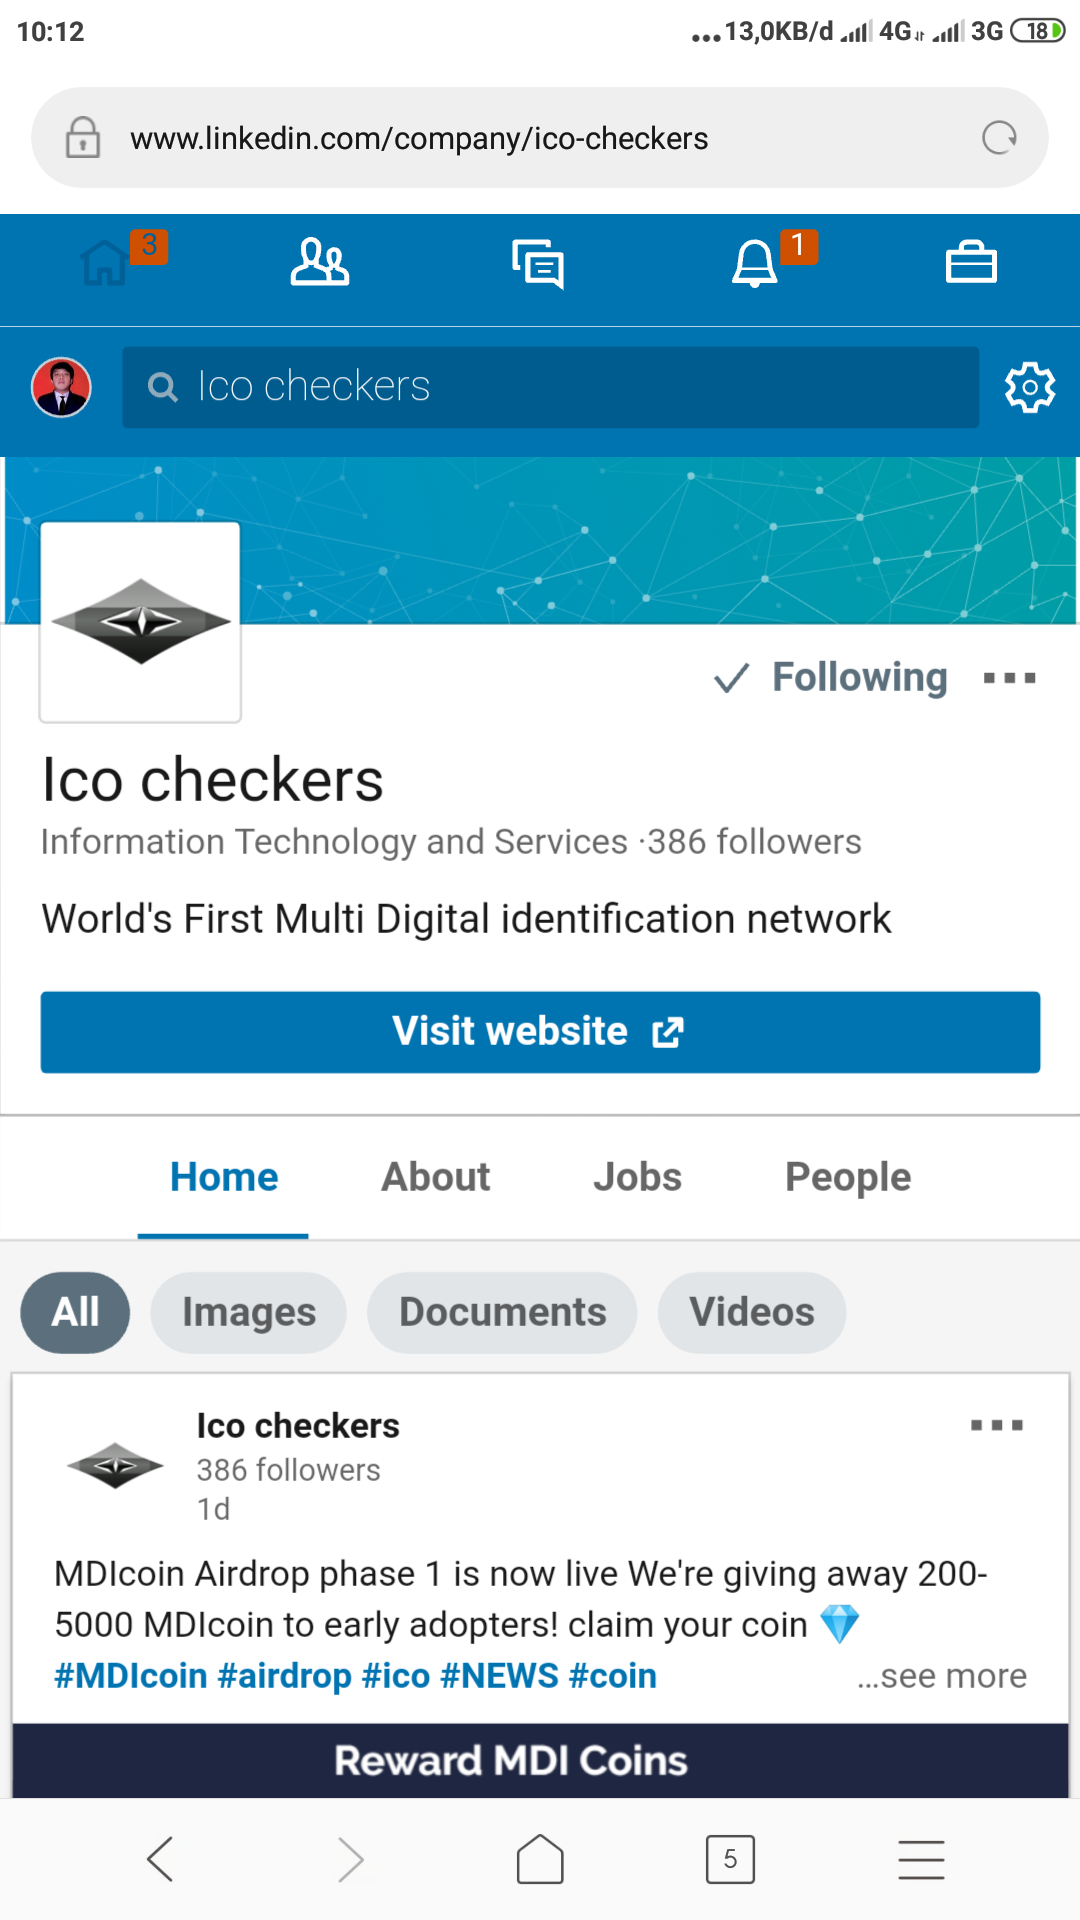 10:12
...13,0KB/d 4G 3G 18
www.linkedin.com/company/ico-checkers
3
1
Ico checkers
Following
Ico checkers
Information Technology and Services ·386 followers
World's First Multi Digital identification network
Visit website
Home About Jobs People
All Images Documents Videos
Ico checkers
386 followers
1d
MDIcoin Airdrop phase 1 is now live We're giving away 200-
5000 MDIcoin to early adopters! claim your coin 💎
#MDIcoin #airdrop #ico #NEWS #coin ...see more
Reward MDI Coins
5